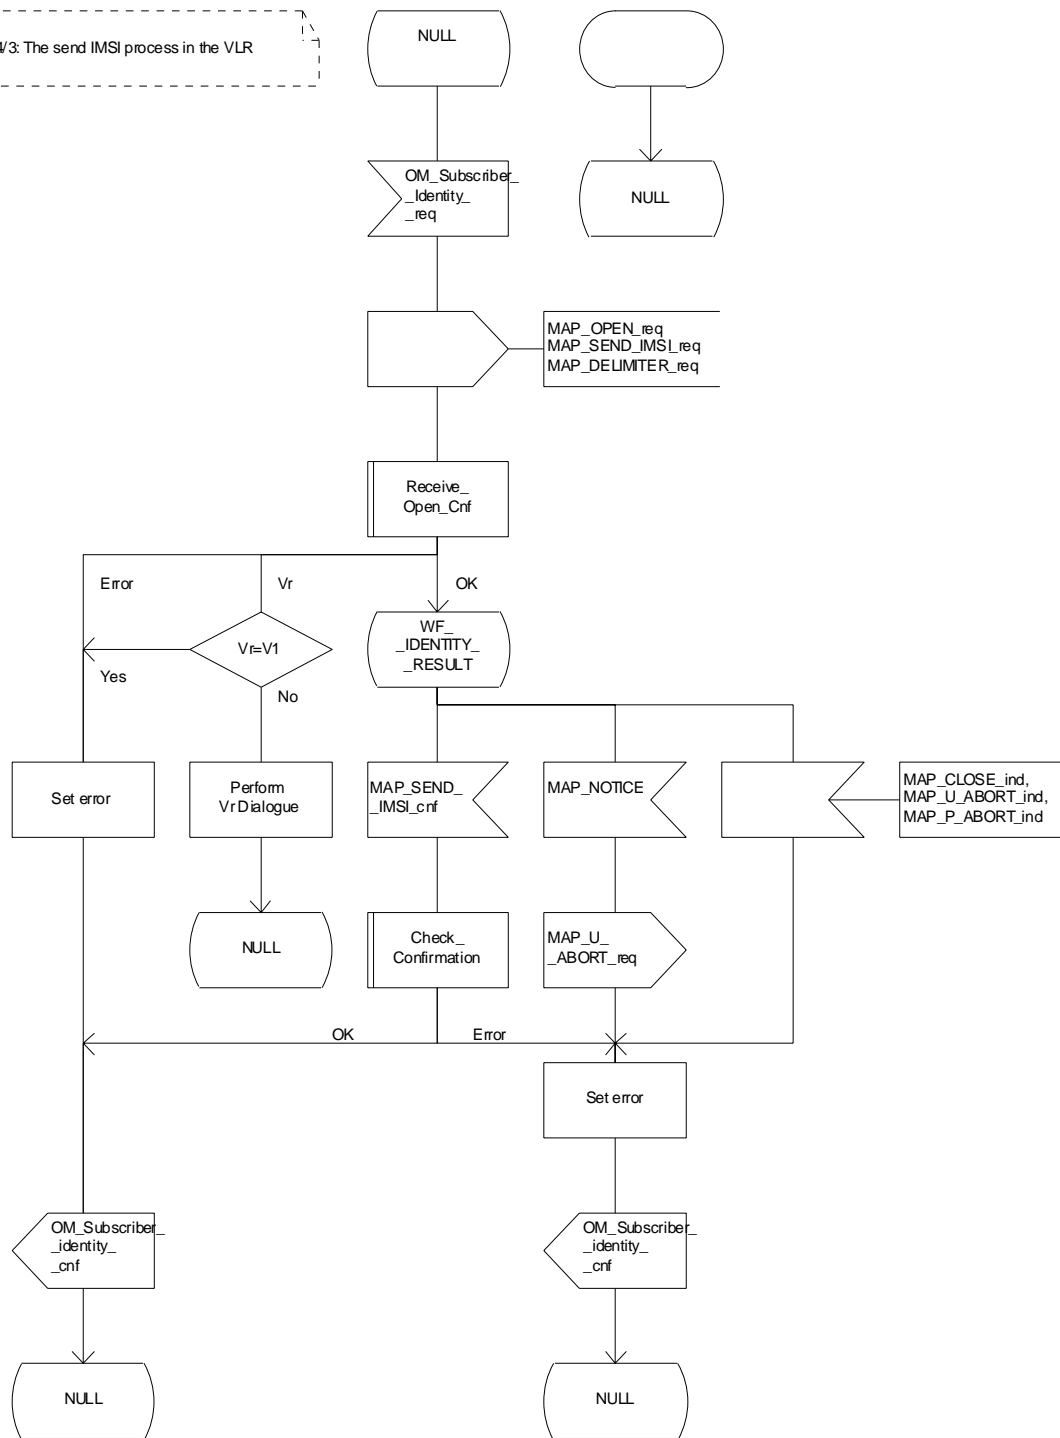 4/3: The send IMSI process in the VLR
NULL
OM_Subscriber_
_Identity_
_req
NULL
MAP_OPEN_req
MAP_SEND_IMSI_req
MAP_DELIMITER_req
Receive_
Open_Cnf
Error
Vr
OK
Vr=V1
WF_
_IDENTITY_
_RESULT
Yes
No
Set error
Perform
Vr Dialogue
MAP_SEND_
_IMSI_cnf
MAP_NOTICE
MAP_CLOSE_ind,
MAP_U_ABORT_ind,
MAP_P_ABORT_ind
NULL
Check_
Confirmation
MAP_U_
_ABORT_req
OK
Error
Set error
OM_Subscriber_
_identity_
_cnf
OM_Subscriber_
_identity_
_cnf
NULL
NULL